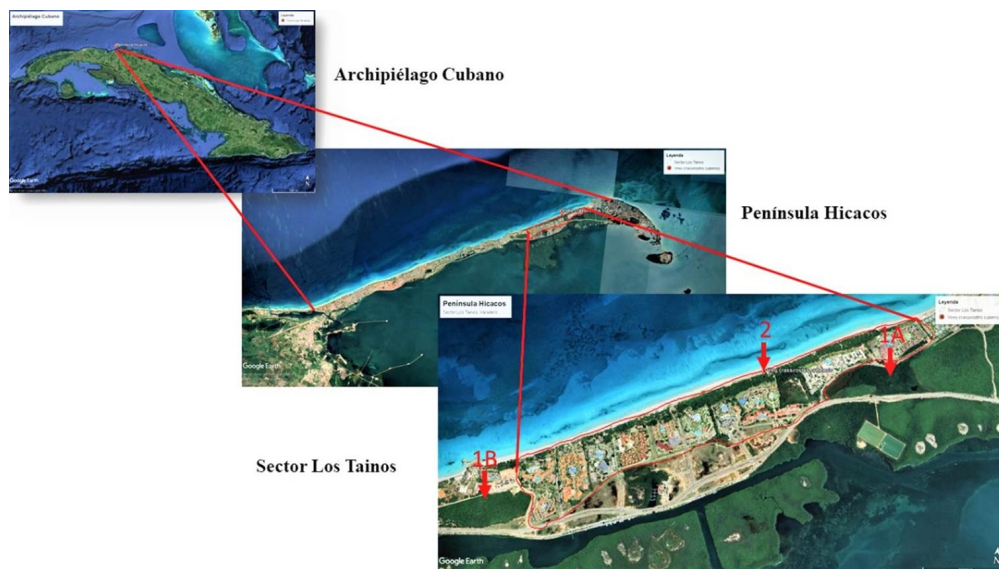 Archipiélago Cubano
Leyenda
Archipiélago Cubano
Google Earth
N
Leyenda
Sector Los Tainos
Península Hicacos
Google Earth
Península Hicacos
Leyenda
Sector Los Tainos
2
1A
Sector Los Tainos
1B
Google Earth
N